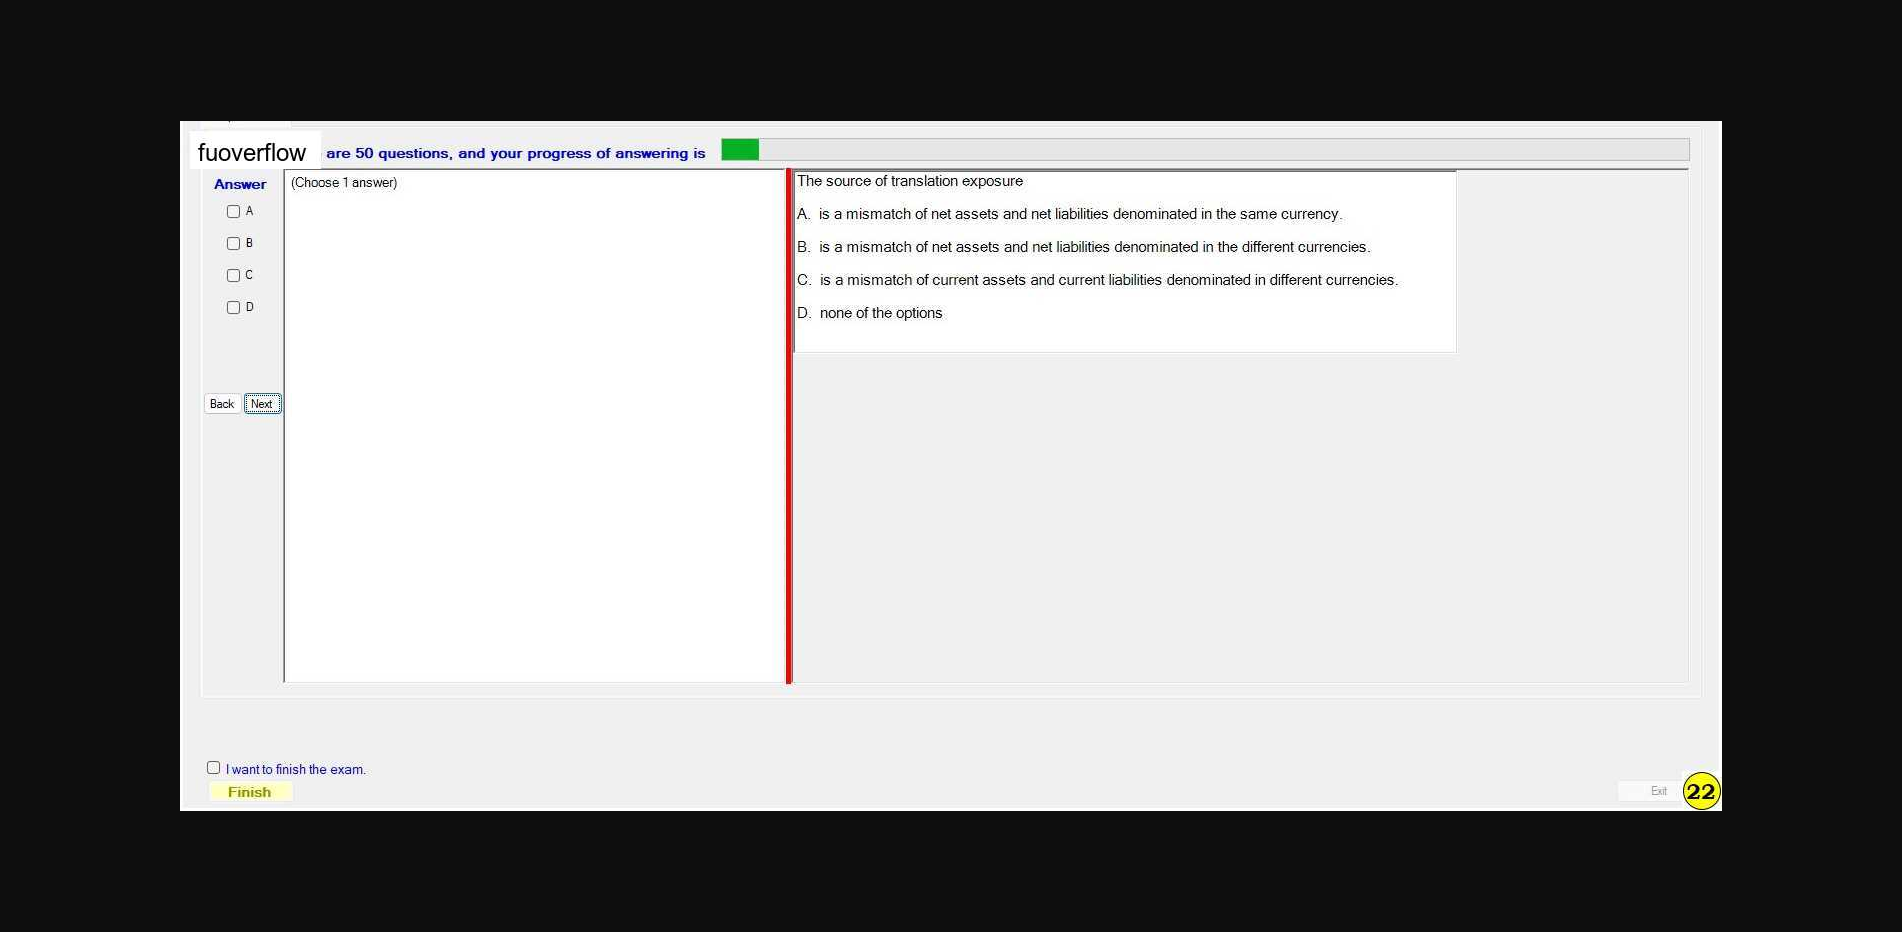 fuoverflow are 50 questions, and your progress of answering is
Answer
(Choose 1 answer)
A
B
C
D
Back Next
The source of translation exposure
A. is a mismatch of net assets and net liabilities denominated in the same currency.
B. is a mismatch of net assets and net liabilities denominated in the different currencies.
C. is a mismatch of current assets and current liabilities denominated in different currencies.
D. none of the options
I want to finish the exam.
Finish
Exit
22